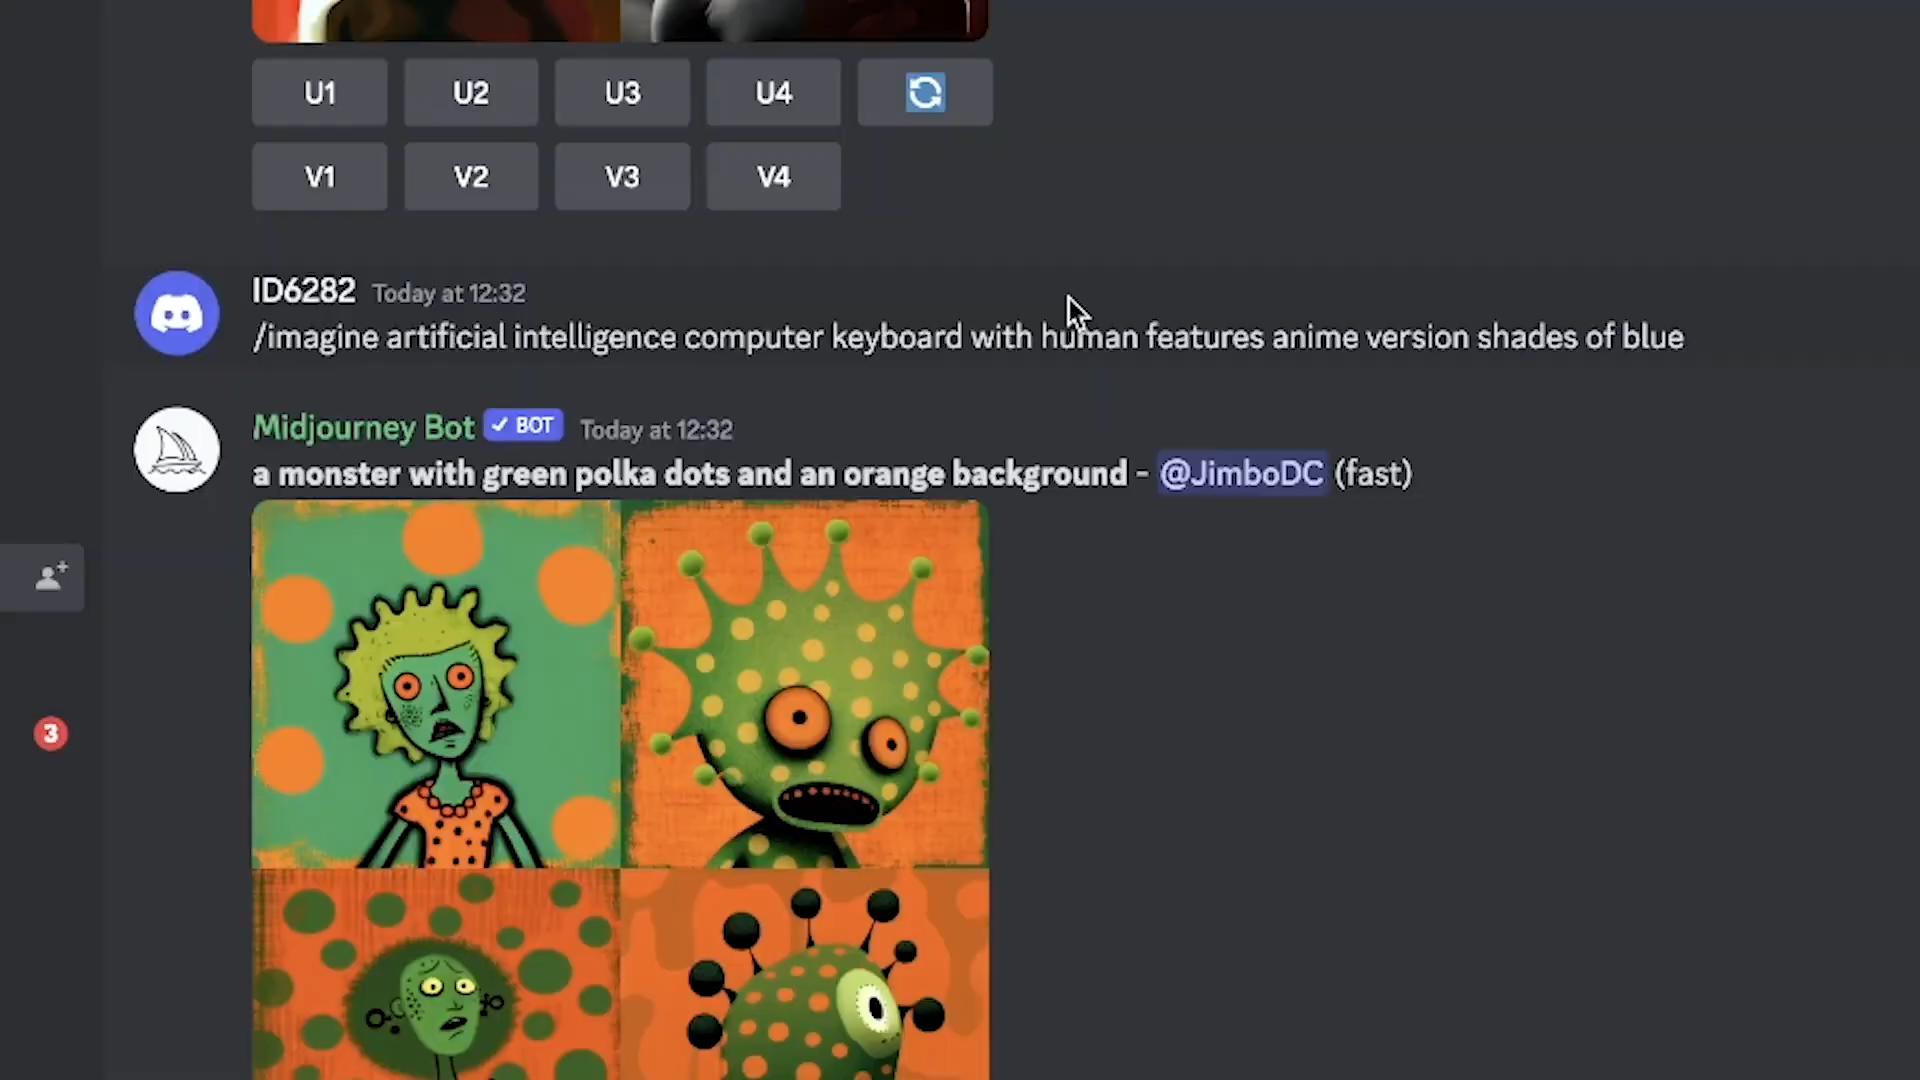 U1 U2 U3 U4
V1 V2 V3 V4
ID6282 Today at 12:32
/imagine artificial intelligence computer keyboard with human features anime version shades of blue
Midjourney Bot ✓ BOT Today at 12:32
a monster with green polka dots and an orange background - @JimboDC (fast)
3